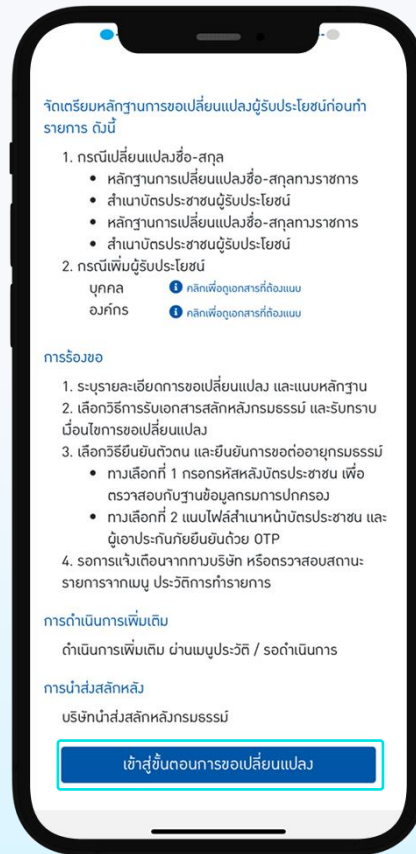 จัดเตรียมหลักฐานการขอเปลี่ยนแปลงผู้รับประโยชน์ก่อนทำ
รายการ ดังนี้
1. กรณีเปลี่ยนแปลงชื่อ-สกุล
• หลักฐานการเปลี่ยนแปลงชื่อ-สกุลทางราชการ
• สำเนาบัตรประชาชนผู้รับประโยชน์
• หลักฐานการเปลี่ยนแปลงชื่อ-สกุลทางราชการ
• สำเนาบัตรประชาชนผู้รับประโยชน์
2. กรณีเพิ่มผู้รับประโยชน์
บุคคล i คลิกเพื่อดูเอกสารที่ต้องแนบ
องค์กร i คลิกเพื่อดูเอกสารที่ต้องแนบ
การร้องขอ
1. ระบุรายละเอียดการขอเปลี่ยนแปลง และแนบหลักฐาน
2. เลือกวิธีการรับเอกสารสลักหลังกรมธรรม์ และรับทราบ
เงื่อนไขการขอเปลี่ยนแปลง
3. เลือกวิธียืนยันตัวตน และยืนยันการขอต่ออายุกรมธรรม์
• ทางเลือกที่ 1 กรอกรหัสหลังบัตรประชาชน เพื่อ
ตรวจสอบกับฐานข้อมูลกรมการปกครอง
• ทางเลือกที่ 2 แนบไฟล์สำเนาหน้าบัตรประชาชน และ
ผู้เอาประกันภัยยืนยันด้วย OTP
4. รอการแจ้งเตือนจากทางบริษัท หรือตรวจสอบสถานะ
รายการจากเมนู ประวัติการทำรายการ
การดำเนินการเพิ่มเติม
ดำเนินการเพิ่มเติม ผ่านเมนูประวัติ / รอดำเนินการ
การนำส่งสลักหลัง
บริษัทนำส่งสลักหลังกรมธรรม์
เข้าสู่ขั้นตอนการขอเปลี่ยนแปลง